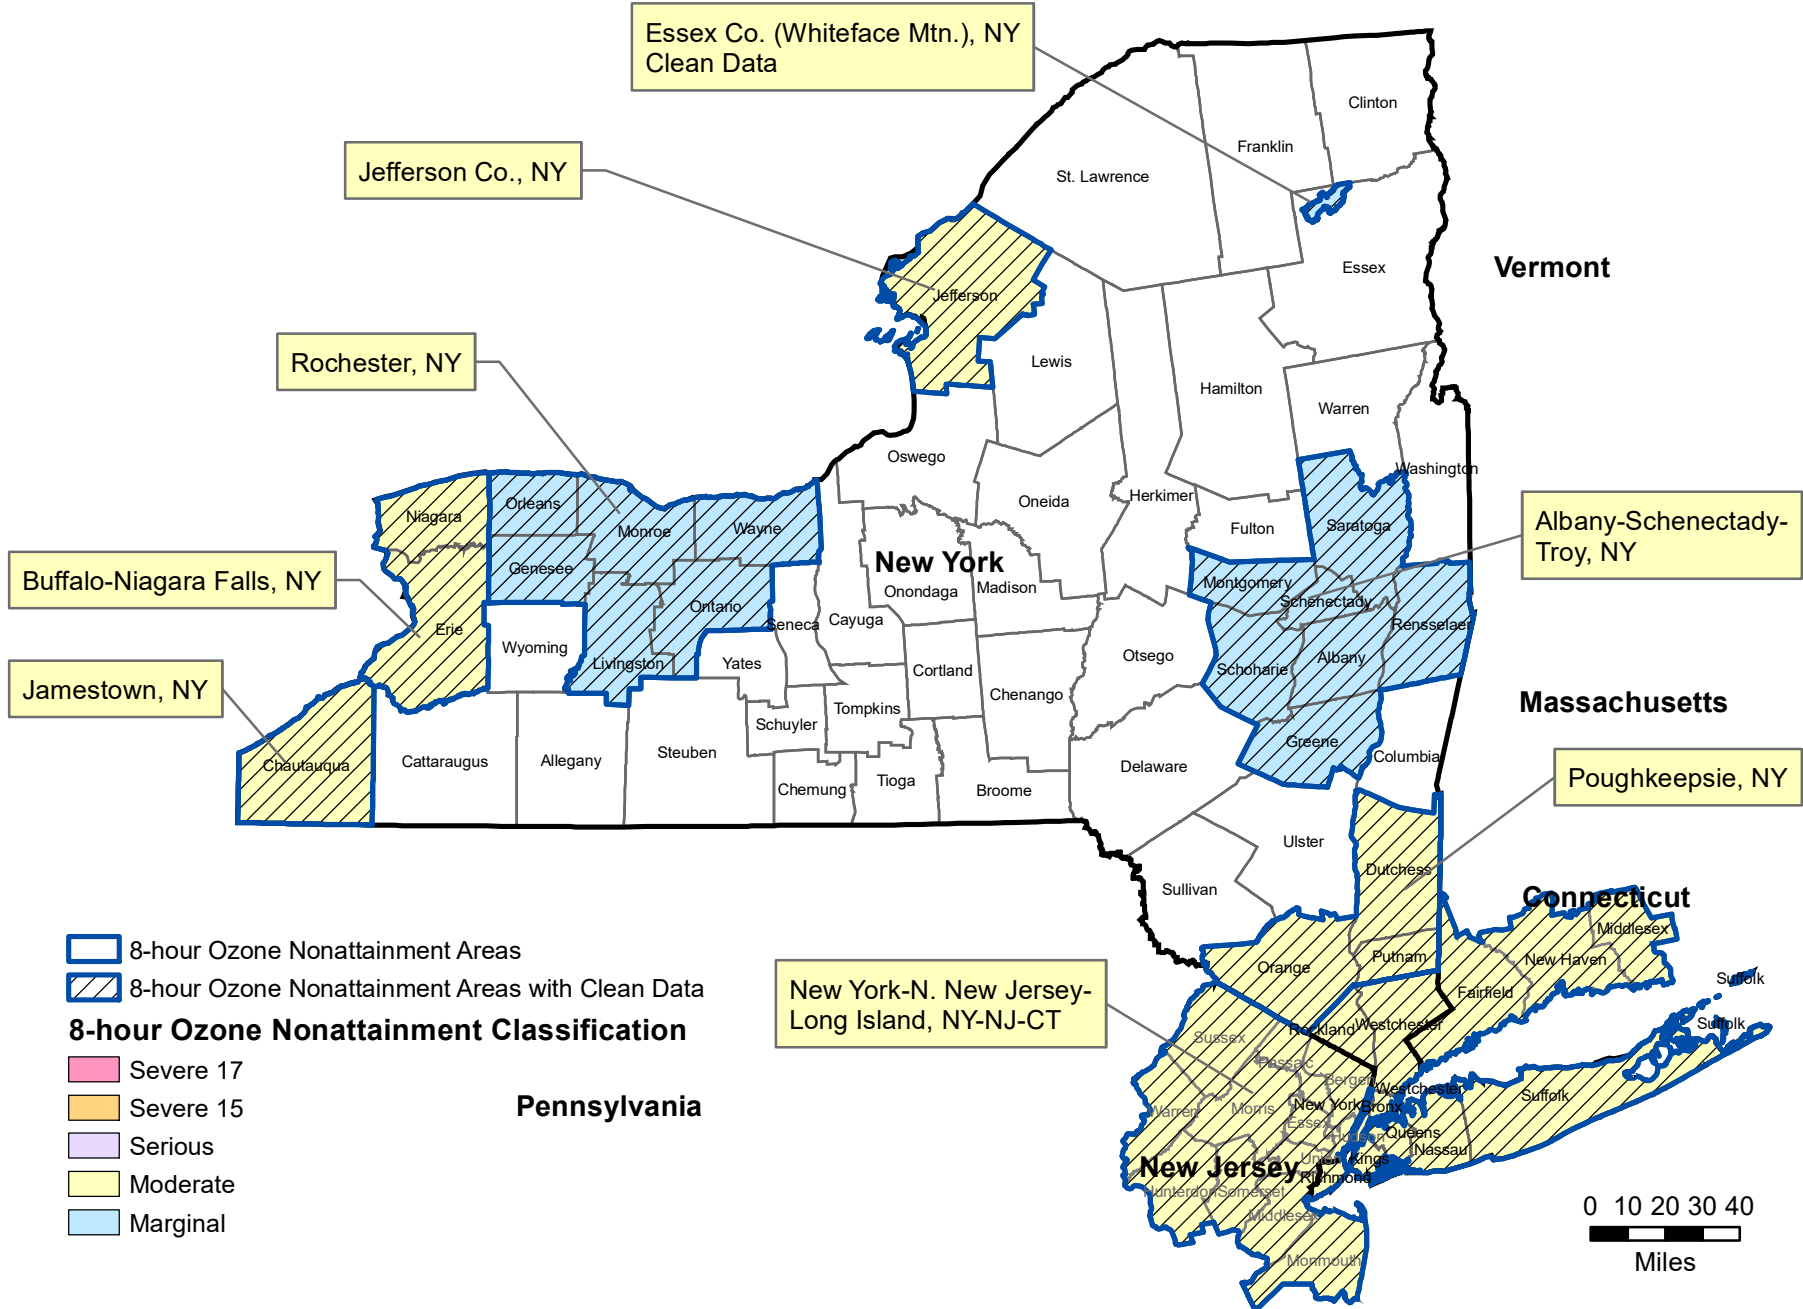 Essex Co. (Whiteface Mtn.), NY
Clean Data
Clinton
Franklin
St. Lawrence
Jefferson Co., NY
Essex
Vermont
Jefferson
Rochester, NY
Lewis
Hamilton
Warren
Oswego
Washington
Orleans
Niagara
Monroe
Wayne
Oneida
Herkimer
Fulton
Saratoga
Albany-Schenectady-
Troy, NY
New York
Genesee
Buffalo-Niagara Falls, NY
Onondaga
Madison
Montgomery
Schenectady
Ontario
Seneca
Cayuga
Rensselaer
Erie
Wyoming
Livingston
Yates
Cortland
Otsego
Schoharie
Albany
Jamestown, NY
Chenango
Massachusetts
Tompkins
Schuyler
Greene
Columbia
Chautauqua
Cattaraugus
Allegany
Steuben
Chemung
Tioga
Broome
Delaware
Poughkeepsie, NY
Ulster
Dutchess
Sullivan
Connecticut
Middlesex
8-hour Ozone Nonattainment Areas
Putnam
New Haven
Orange
8-hour Ozone Nonattainment Areas with Clean Data
New York-N. New Jersey-
Long Island, NY-NJ-CT
Fairfield
Suffolk
8-hour Ozone Nonattainment Classification
Rockland
Westchester
Suffolk
Sussex
Passaic
Severe 17
Bergen
Westchester
Suffolk
Severe 15
Pennsylvania
Warren
Morris
New York
Bronx
Essex
Hudson
Queens
Serious
Nassau
New Jersey
Union
Kings
Richmond
Moderate
Hunterdon
Somerset
Marginal
Middlesex
0 10 20 30 40
Miles
Monmouth